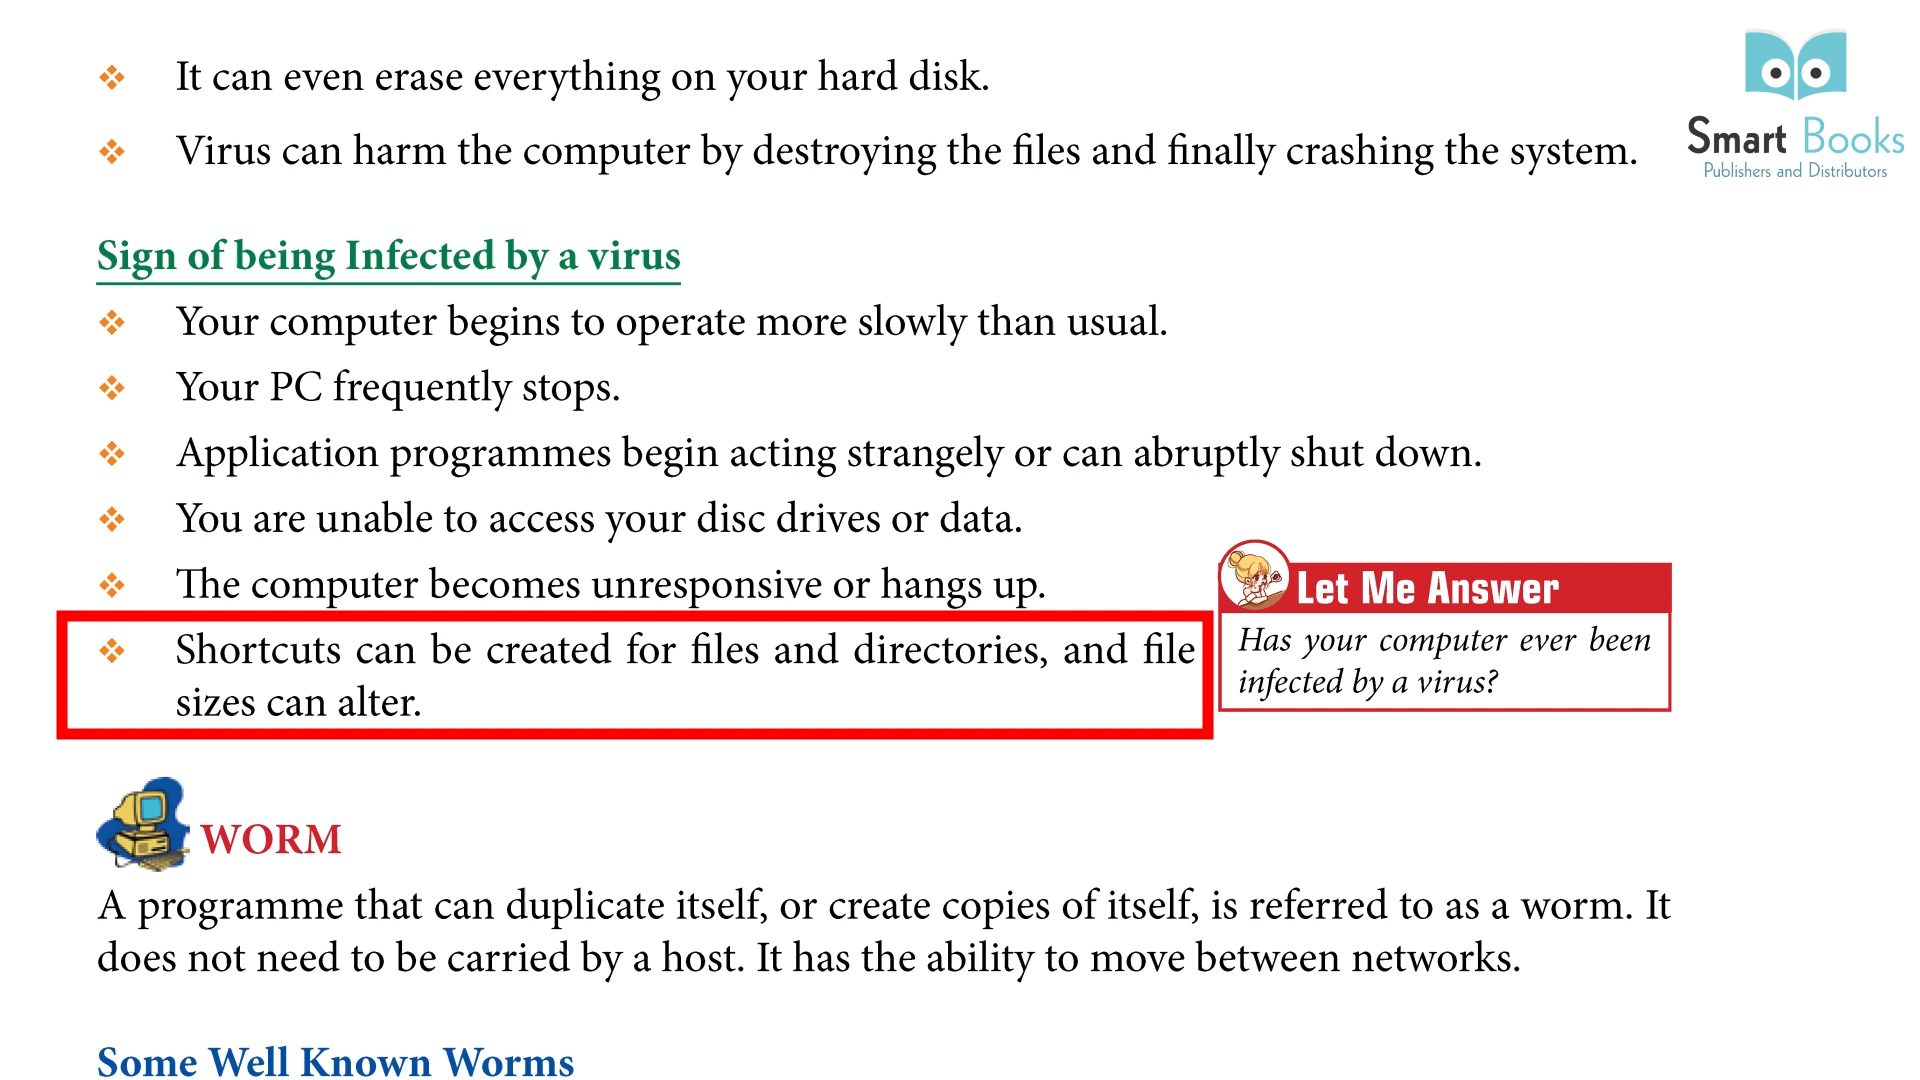 It can even erase everything on your hard disk.
Virus can harm the computer by destroying the files and finally crashing the system.
Smart Books
Publishers and Distributors
Sign of being Infected by a virus
Your computer begins to operate more slowly than usual.
Your PC frequently stops.
Application programmes begin acting strangely or can abruptly shut down.
You are unable to access your disc drives or data.
The computer becomes unresponsive or hangs up.
Shortcuts can be created for files and directories, and file
sizes can alter.
Let Me Answer
Has your computer ever been
infected by a virus?
WORM
A programme that can duplicate itself, or create copies of itself, is referred to as a worm. It
does not need to be carried by a host. It has the ability to move between networks.
Some Well Known Worms